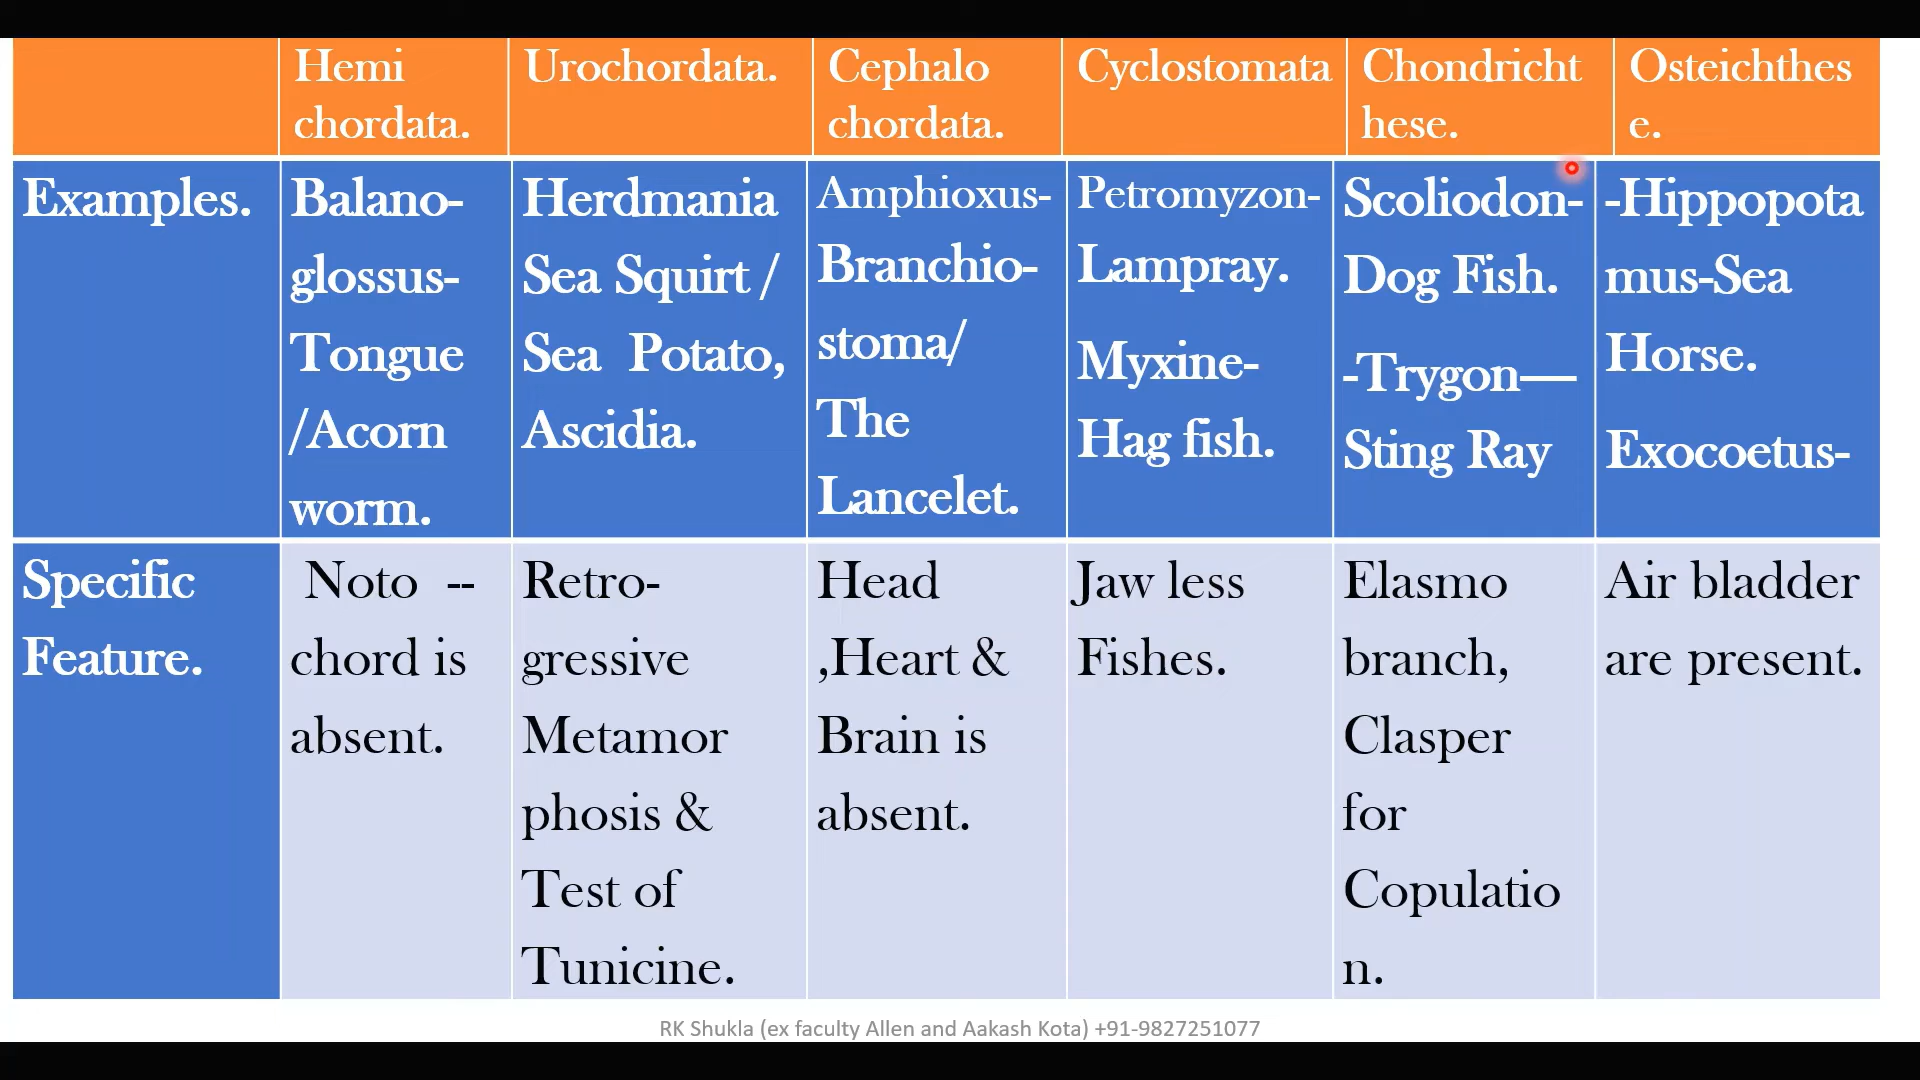 Hemi
chordata.
Urochordata.
Cephalo
chordata.
Cyclostomata
Chondricht
hese.
Osteichthes
e.
Examples.
Balano-
glossus-
Tongue
/Acorn
worm.
Herdmania
Sea Squirt /
Sea Potato,
Ascidia.
Amphioxus-
Branchio-
stoma/
The
Lancelet.
Petromyzon-
Lampray.
Myxine-
Hag fish.
Scoliodon-
Dog Fish.
-Trygon—
Sting Ray
-Hippopota
mus-Sea
Horse.
Exocoetus-
Specific
Feature.
Noto --
chord is
absent.
Retro-
gressive
Metamor
phosis &
Test of
Tunicine.
Head
,Heart &
Brain is
absent.
Jaw less
Fishes.
Elasmo
branch,
Clasper
for
Copulatio
n.
Air bladder
are present.
RK Shukla (ex faculty Allen and Aakash Kota) +91-9827251077